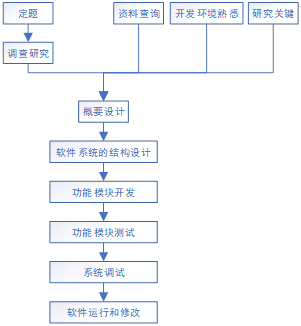 定题
资料查询
开发环境熟悉
研究关键
调查研究
概要设计
软件系统的结构设计
功能模块开发
功能模块测试
系统调试
软件运行和修改